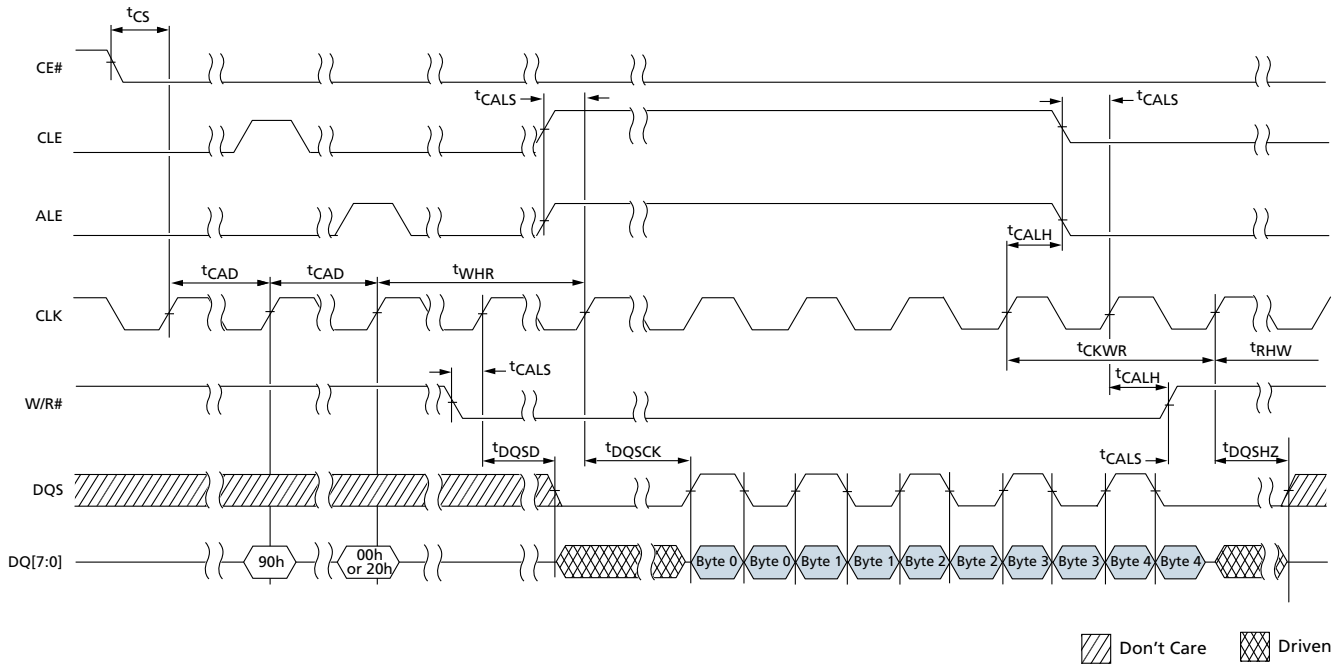 tCS
CE#
tCALS
tCALS
CLE
ALE
tCALH
tCAD
tCAD
tWHR
CLK
tCKWR
tRHW
tCALS
tCALH
W/R#
tDQSD
tDQSCK
tCALS
tDQSHZ
DQS
DQ[7:0]
90h
00h
or 20h
Byte 0
Byte 0
Byte 1
Byte 1
Byte 2
Byte 2
Byte 3
Byte 3
Byte 4
Byte 4
Don't Care
Driven